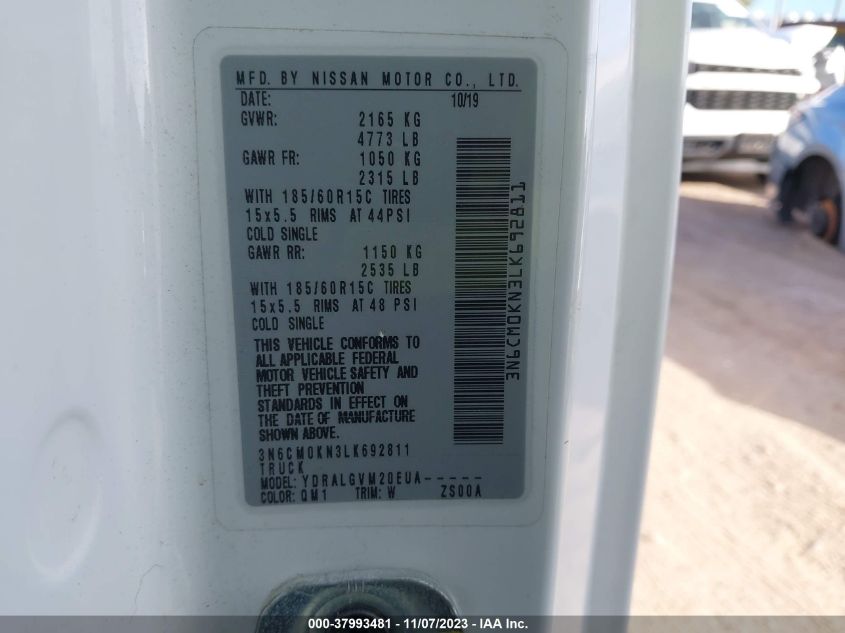 MFD. BY NISSAN MOTOR CO., LTD.
DATE: 10/19
GVWR: 2165 KG
4773 LB
GAWR FR: 1050 KG
2315 LB
WITH 185/60R15C TIRES
15x5.5 RIMS AT 44PSI
COLD SINGLE
GAWR RR: 1150 KG
2535 LB
WITH 185/60R15C TIRES
15x5.5 RIMS AT 48 PSI
COLD SINGLE
THIS VEHICLE CONFORMS TO
ALL APPLICABLE FEDERAL
MOTOR VEHICLE SAFETY AND
THEFT PREVENTION
STANDARDS IN EFFECT ON
THE DATE OF MANUFACTURE
SHOWN ABOVE.
3N6CM0KN3LK692811
TRUCK
MODEL: YDRALGVM20EUA-----
COLOR: QM1 TRIM: W ZS00A
3N6CM0KN3LK692811
000-37993481 - 11/07/2023 - IAA Inc.